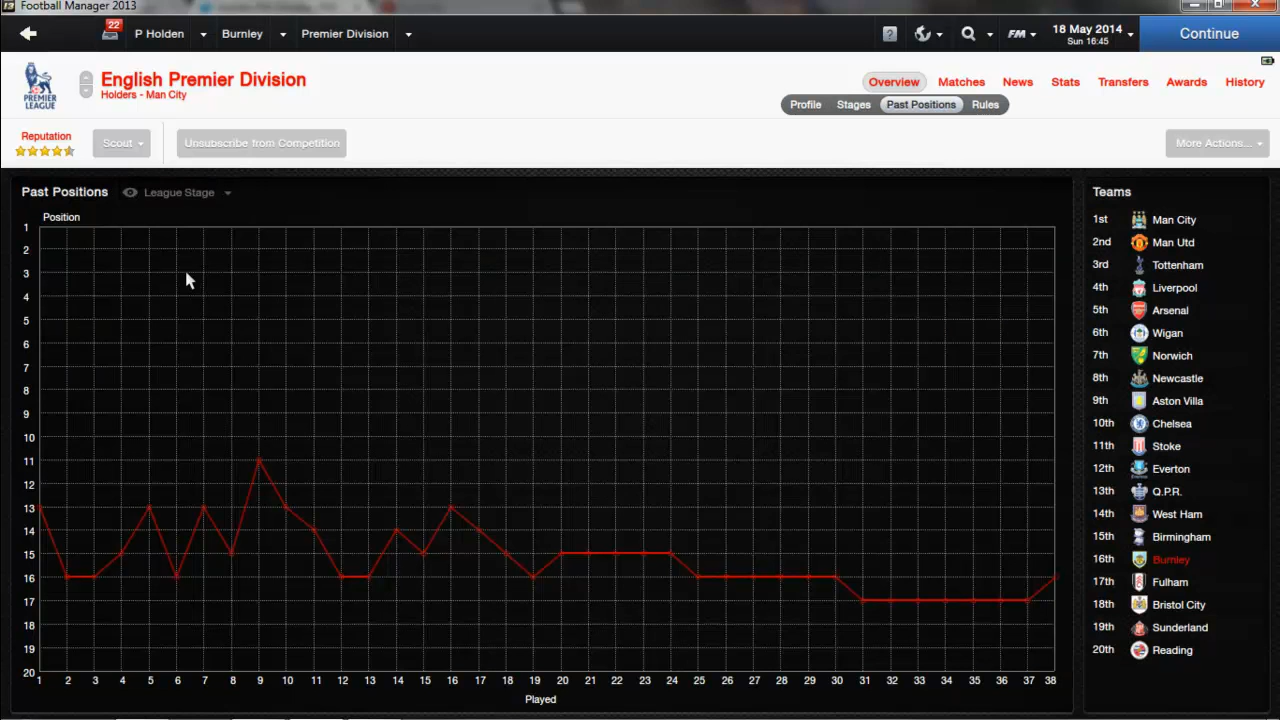 Football Manager 2013
22
P Holden
Burnley
Premier Division
?
FM
18 May 2014
Sun 16:45
Continue
English Premier Division
Holders - Man City
PREMIER
LEAGUE
Overview
Matches
News
Stats
Transfers
Awards
History
Profile
Stages
Past Positions
Rules
Reputation
Scout
Unsubscribe from Competition
More Actions...
Past Positions
League Stage
Position
1
2
3
4
5
6
7
8
9
10
11
12
13
14
15
16
17
18
19
20
1 2 3 4 5 6 7 8 9 10 11 12 13 14 15 16 17 18 19 20 21 22 23 24 25 26 27 28 29 30 31 32 33 34 35 36 37 38
Played
Teams
1st Man City
2nd Man Utd
3rd Tottenham
4th Liverpool
5th Arsenal
6th Wigan
7th Norwich
8th Newcastle
9th Aston Villa
10th Chelsea
11th Stoke
12th Everton
13th Q.P.R.
14th West Ham
15th Birmingham
16th Burnley
17th Fulham
18th Bristol City
19th Sunderland
20th Reading